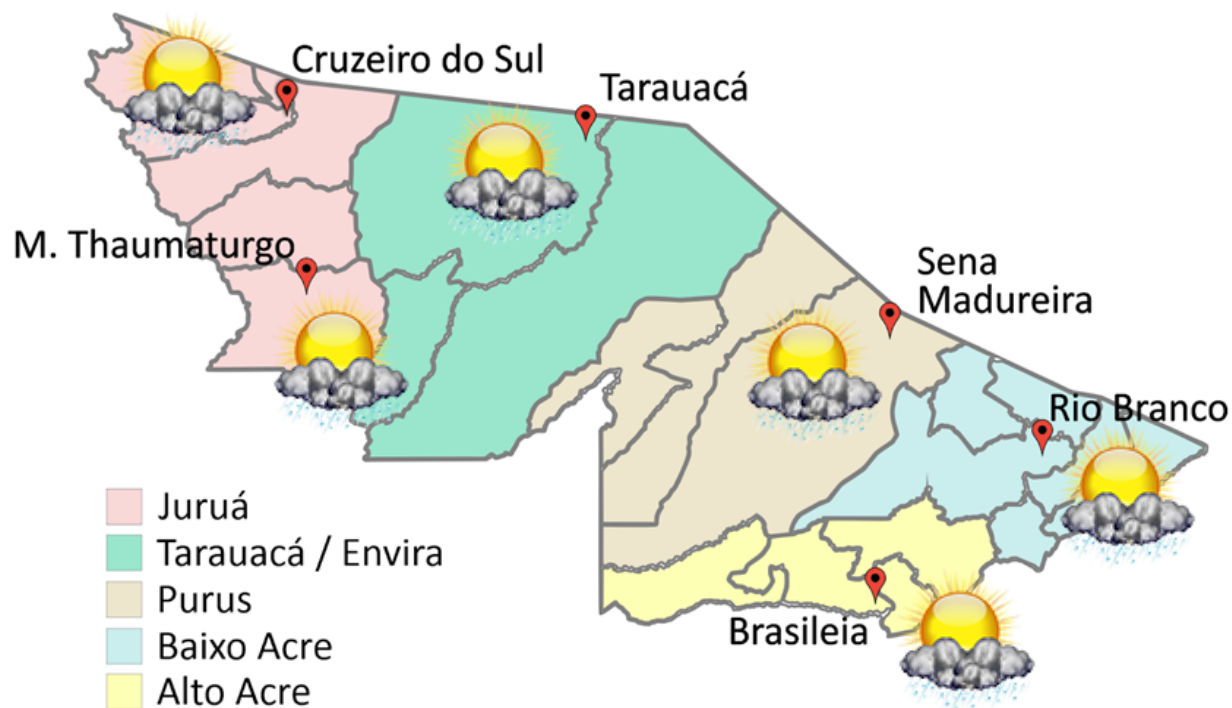 Cruzeiro do Sul
Tarauacá
M. Thaumaturgo
Sena
Madureira
Rio Branco
Brasileia
Juruá
Tarauacá / Envira
Purus
Baixo Acre
Alto Acre